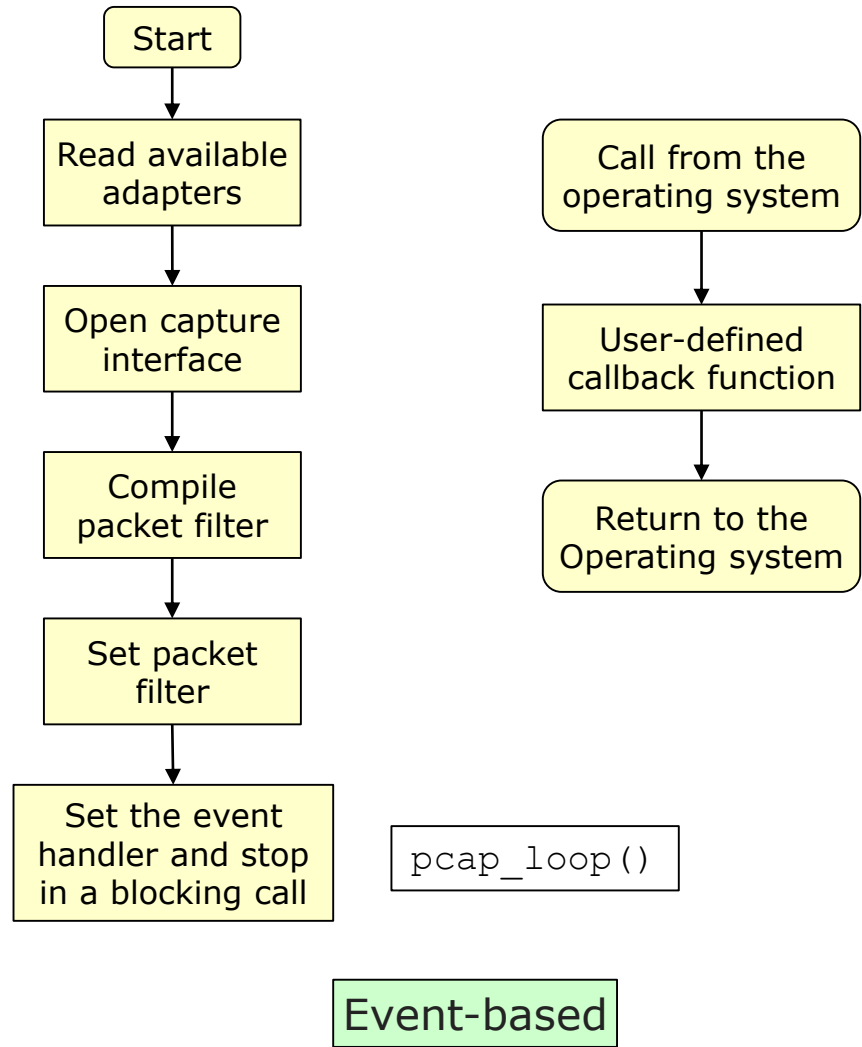 Start
Read available
adapters
Open capture
interface
Compile
packet filter
Set packet
filter
Set the event
handler and stop
in a blocking call
Call from the
operating system
User-defined
callback function
Return to the
Operating system
pcap_loop()
Event-based